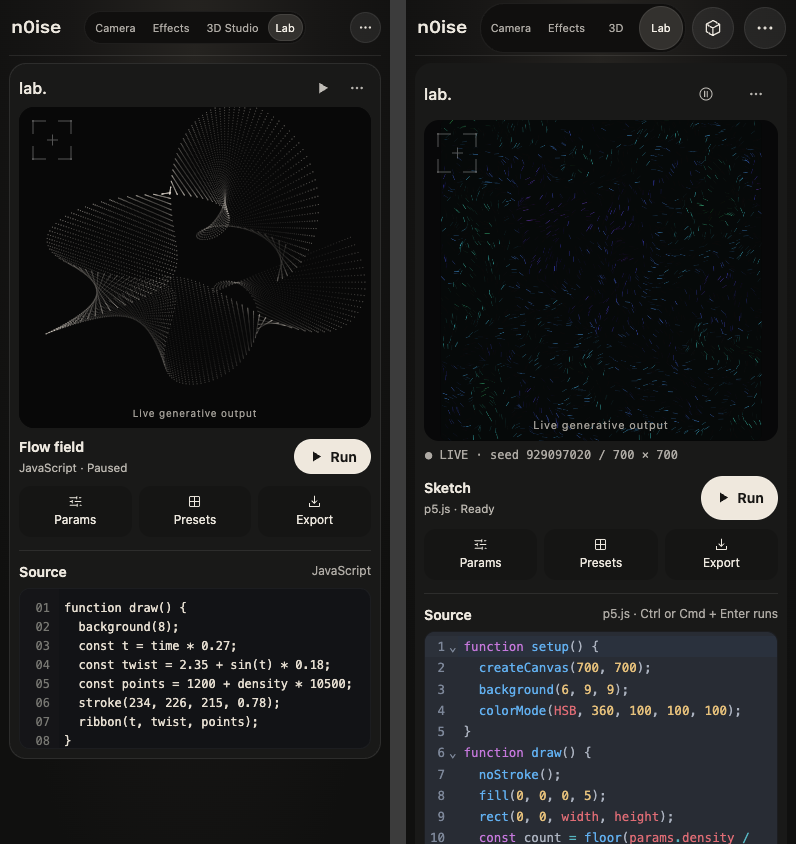 n0ise
Camera Effects 3D Studio Lab
lab.
Live generative output
Flow field
JavaScript · Paused
Run
Params Presets Export
Source JavaScript
01 function draw() {
02 background(8);
03 const t = time * 0.27;
04 const twist = 2.35 + sin(t) * 0.18;
05 const points = 1200 + density * 10500;
06 stroke(234, 226, 215, 0.78);
07 ribbon(t, twist, points);
08 }
n0ise
Camera Effects 3D Lab
lab.
Live generative output
LIVE · seed 929097020 / 700 × 700
Sketch
p5.js · Ready
Run
Params Presets Export
Source p5.js · Ctrl or Cmd + Enter runs
1 function setup() {
2 createCanvas(700, 700);
3 background(6, 9, 9);
4 colorMode(HSB, 360, 100, 100, 100);
5 }
6 function draw() {
7 noStroke();
8 fill(0, 0, 0, 5);
9 rect(0, 0, width, height);
10 const count = floor(params.density /